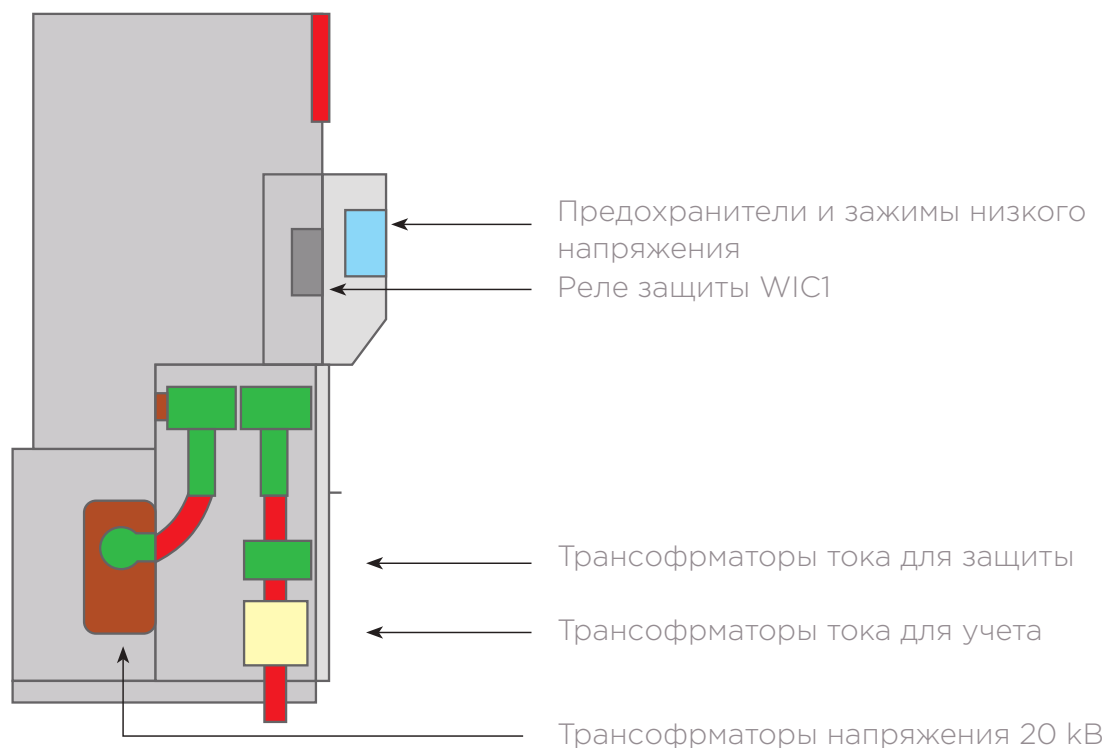 Предохранители и зажимы низкого
напряжения
Реле защиты WIC1
Трансофрматоры тока для защиты
Трансофрматоры тока для учета
Трансофрматоры напряжения 20 kB